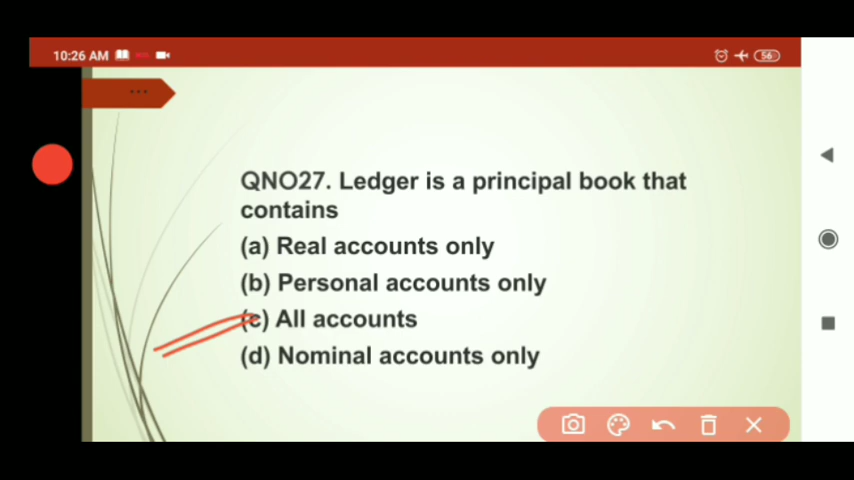 10:26 AM
56
...
QNO27. Ledger is a principal book that
contains
(a) Real accounts only
(b) Personal accounts only
(c) All accounts
(d) Nominal accounts only